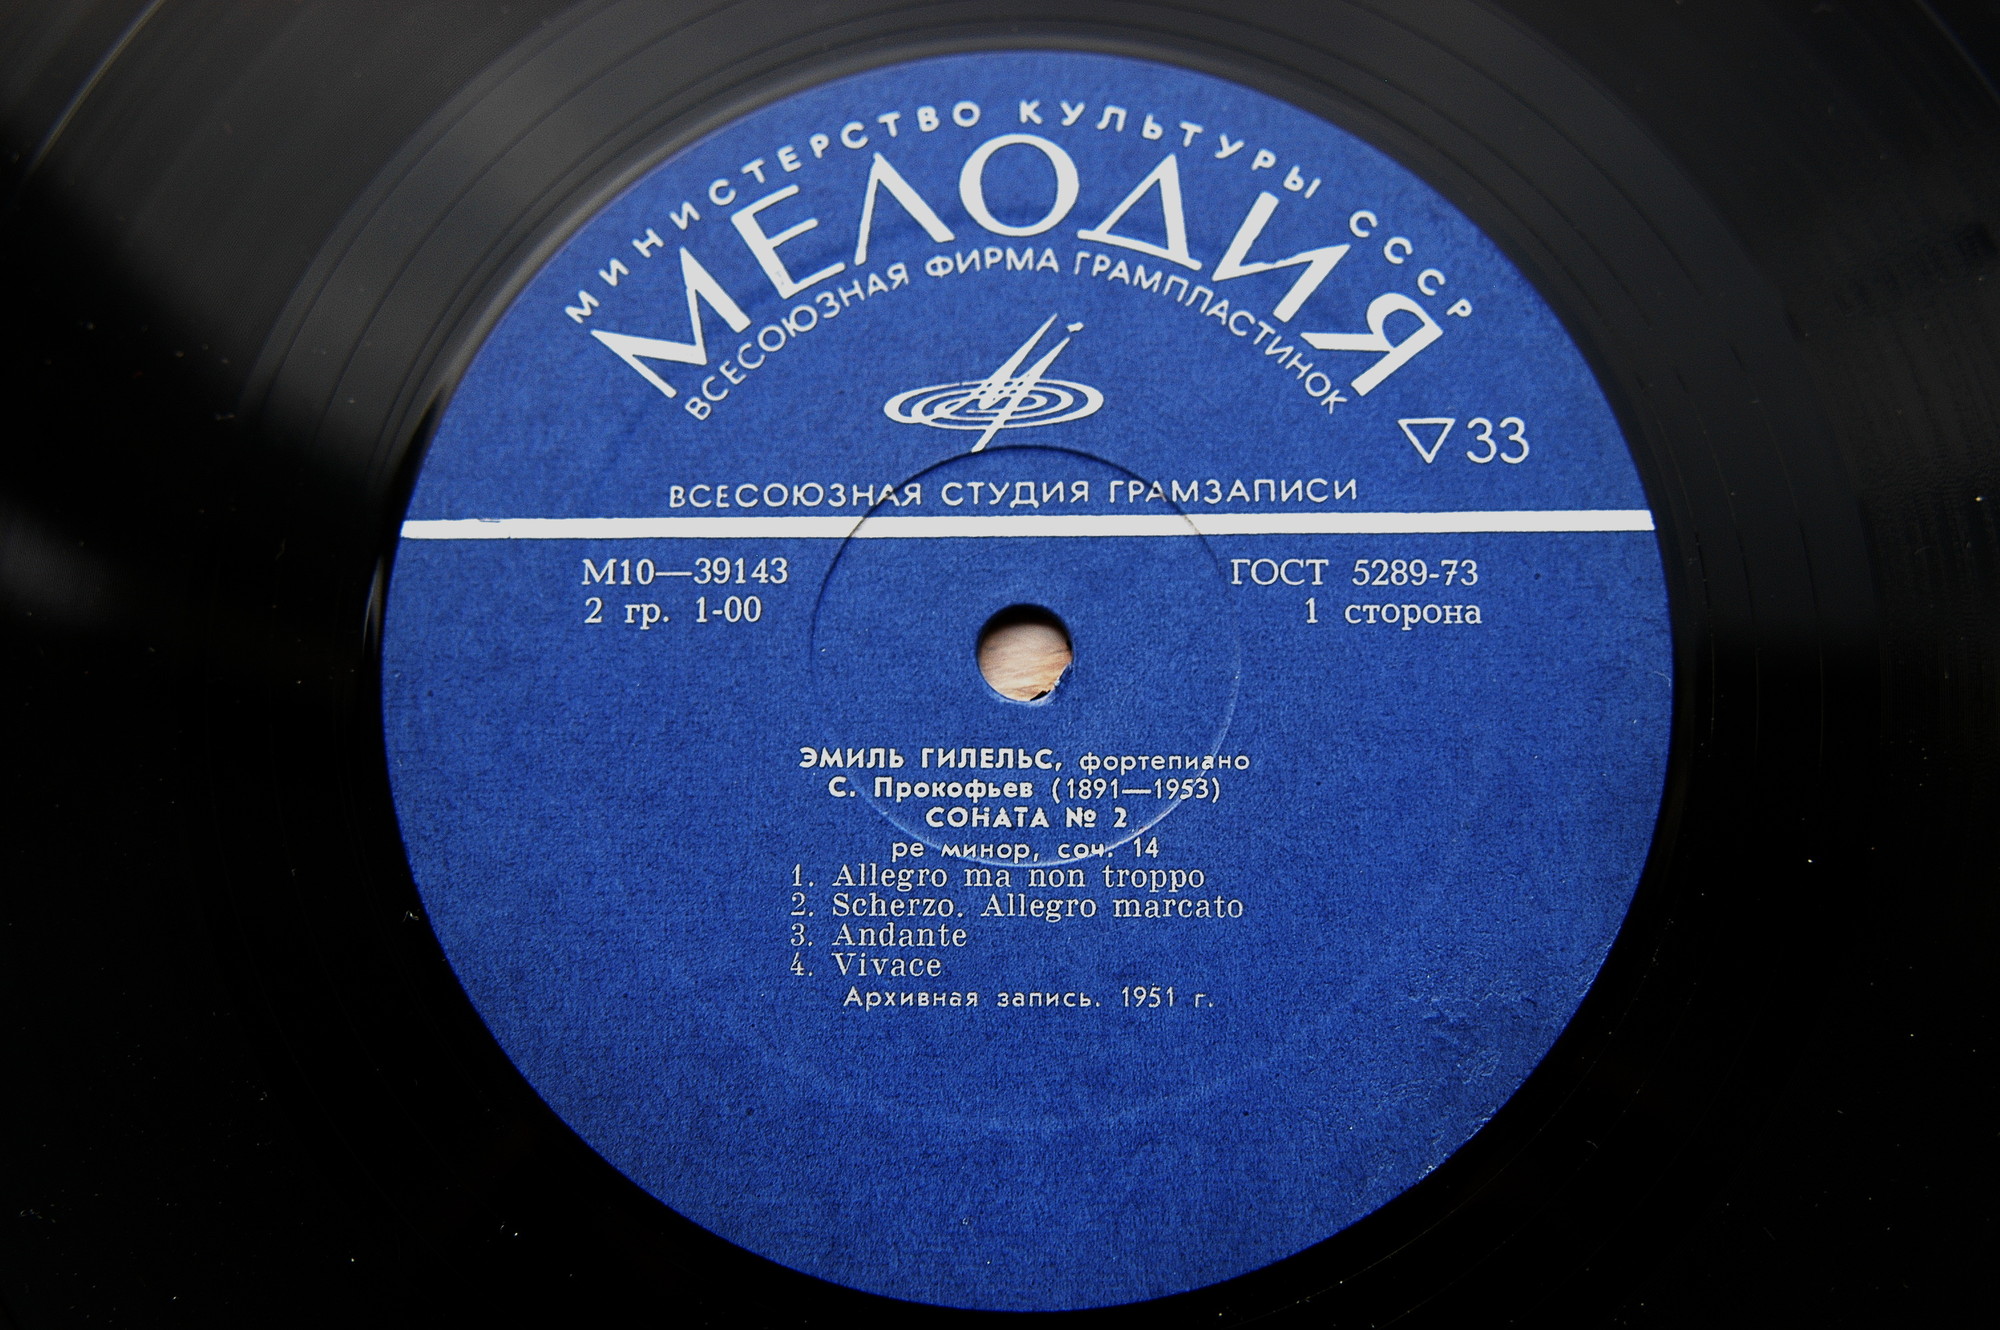 МИНИСТЕРСТВО КУЛЬТУРЫ СССР
МЕЛОДИЯ
ВСЕСОЮЗНАЯ ФИРМА ГРАМПЛАСТИНОК
33
ВСЕСОЮЗНАЯ СТУДИЯ ГРАМЗАПИСИ
М10—39143
ГОСТ 5289-73
2 гр. 1-00
1 сторона
ЭМИЛЬ ГИЛЕЛЬС, фортепиано
С. Прокофьев (1891—1953)
СОНАТА № 2
ре минор, соч. 14
1. Allegro ma non troppo
2. Scherzo. Allegro marcato
3. Andante
4. Vivace
Архивная запись. 1951 г.